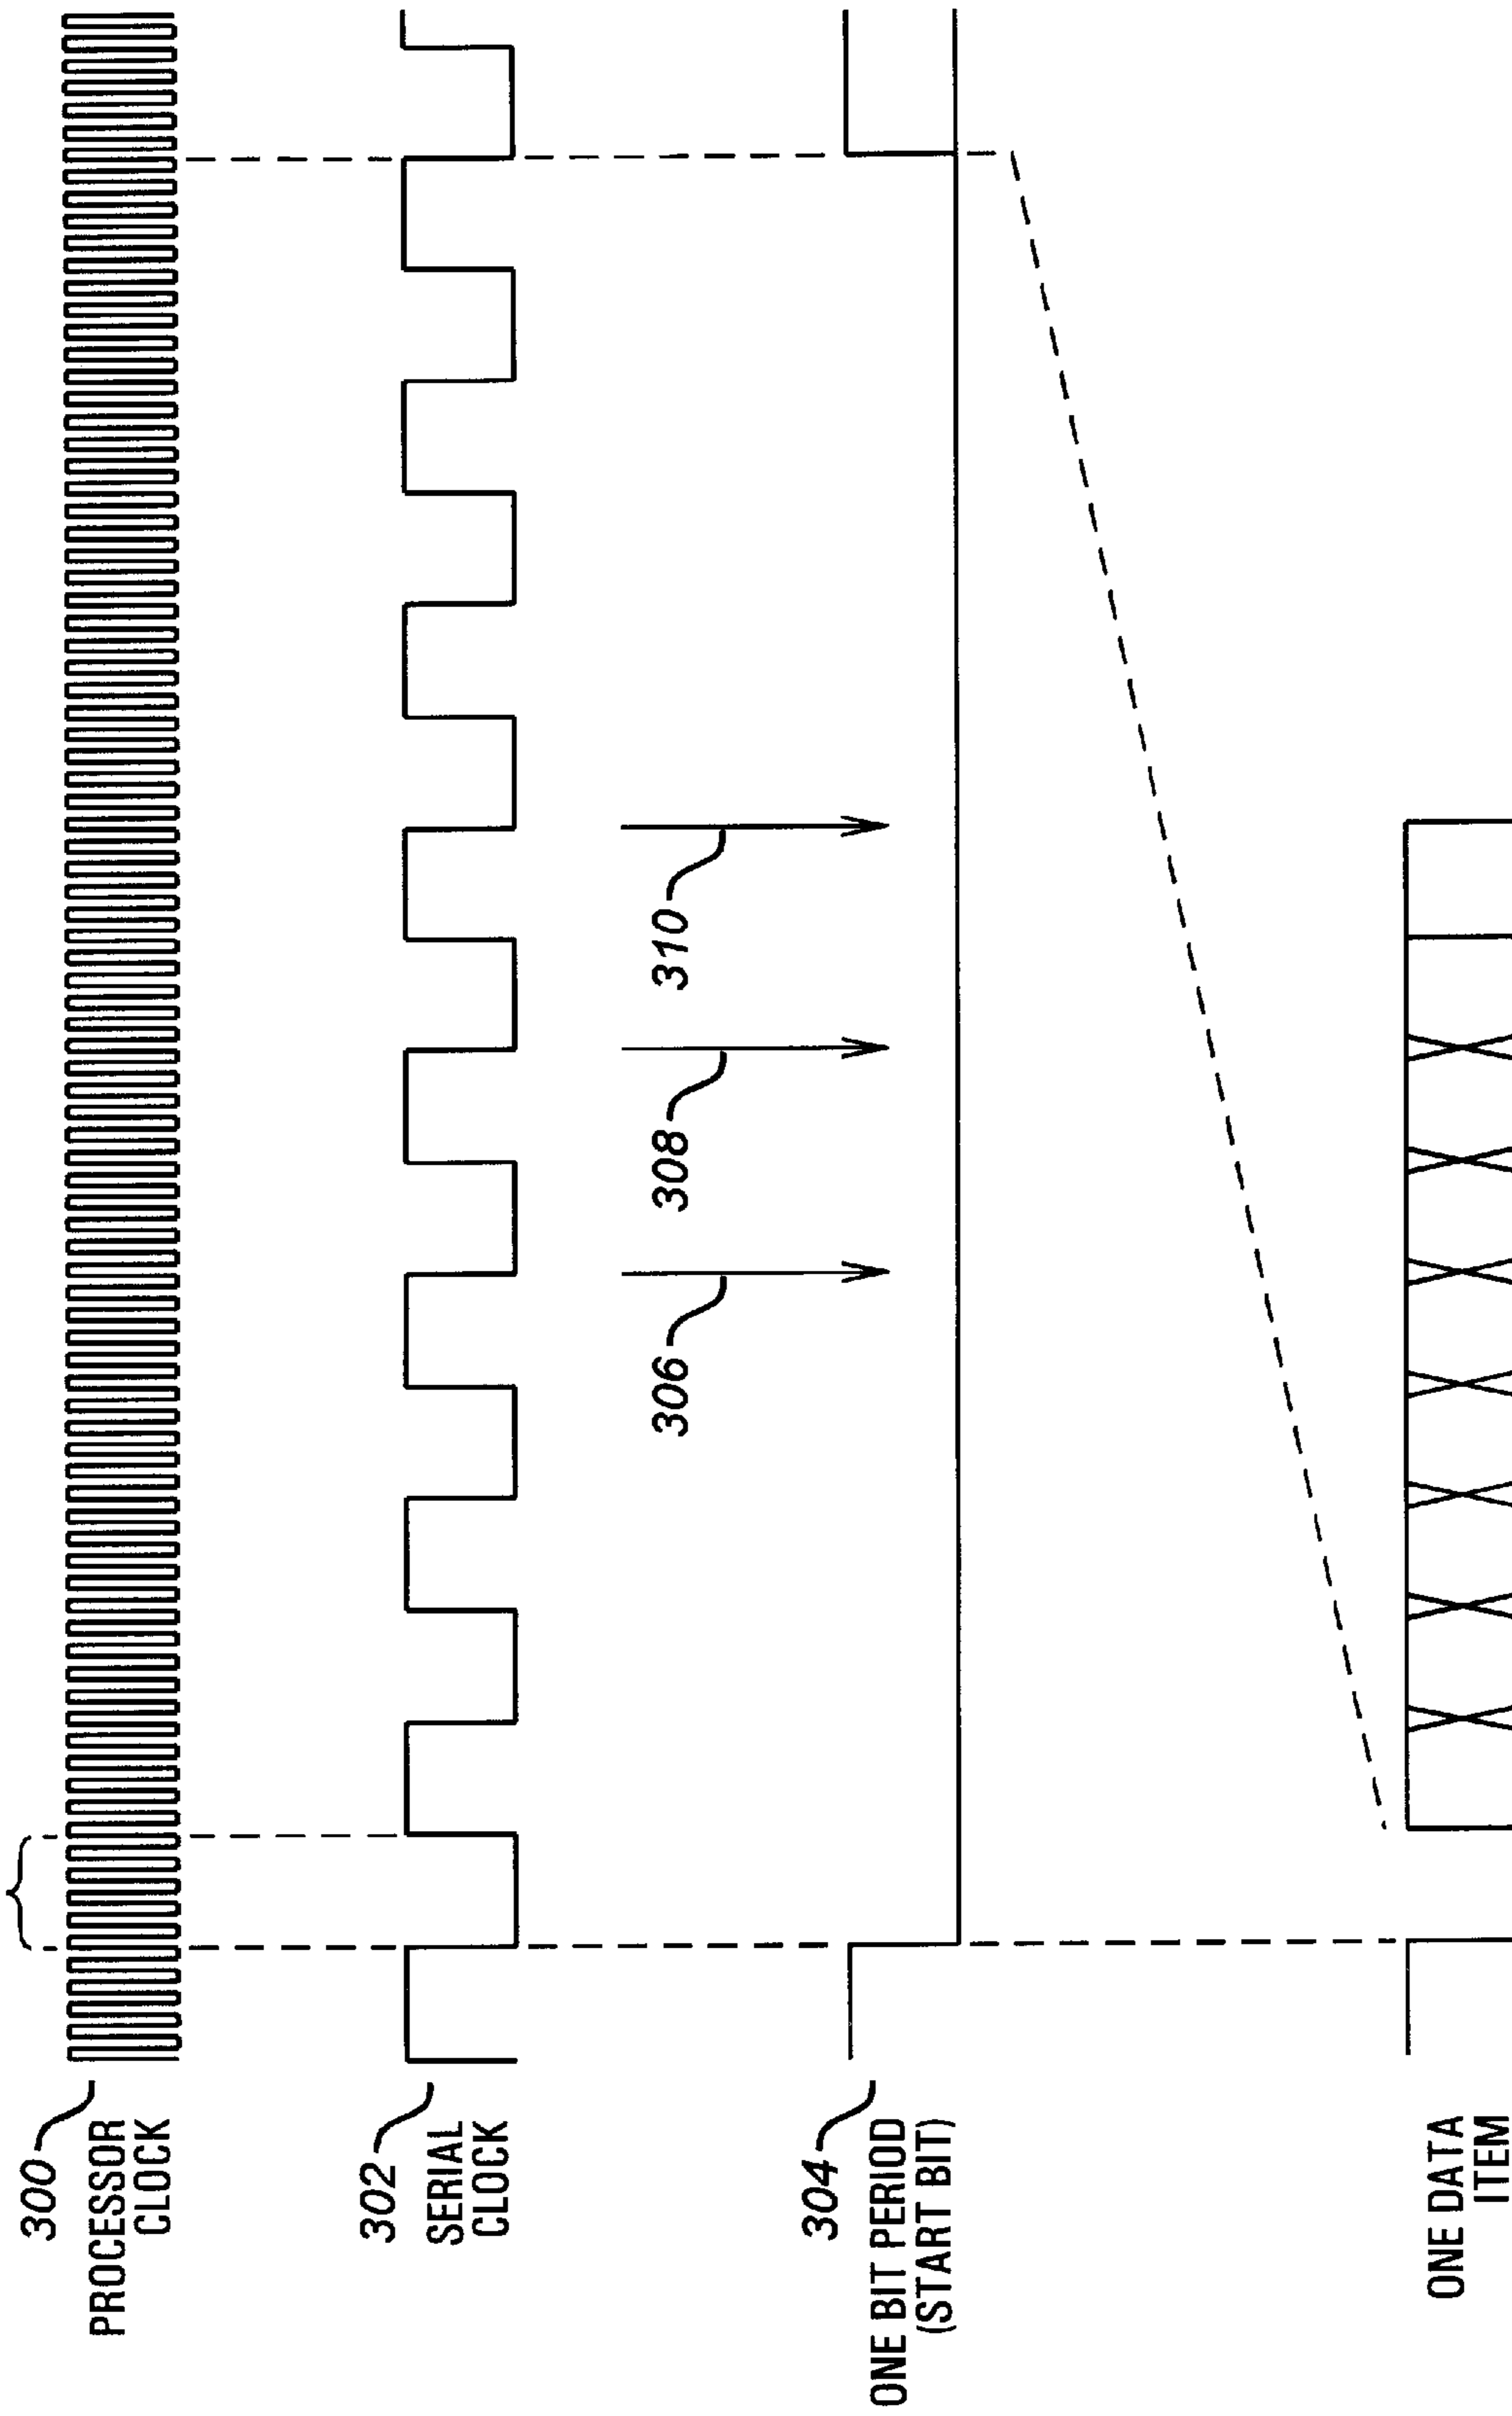 300
PROCESSOR
CLOCK
302
SERIAL
CLOCK
306
308
310
304
ONE BIT PERIOD
(START BIT)
ONE DATA
ITEM